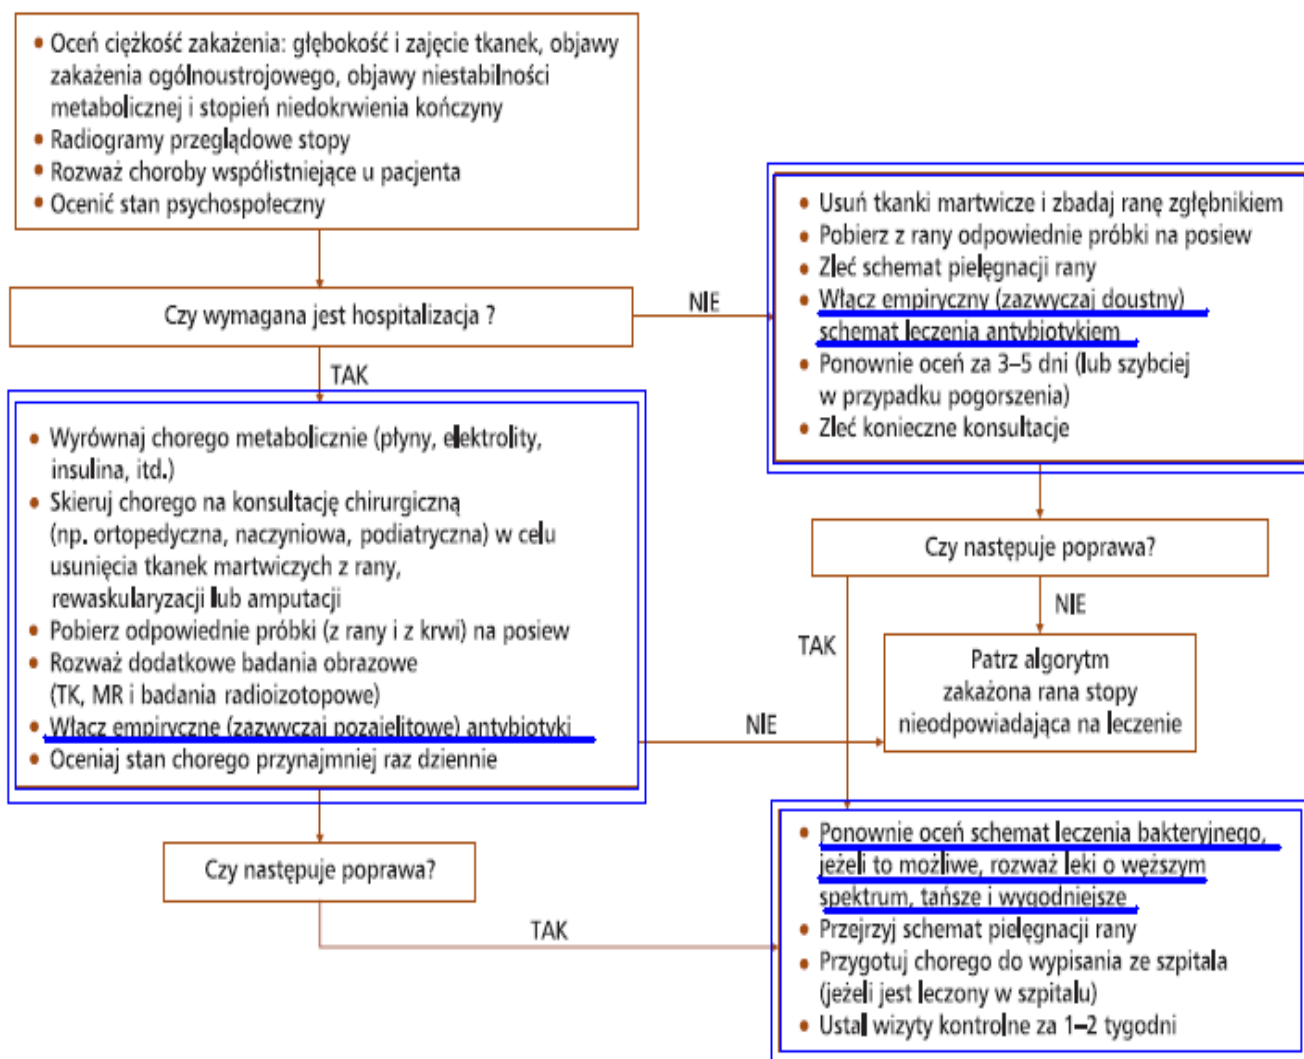 • Oceń ciężkość zakażenia: głębokość i zajęcie tkanek, objawy
zakażenia ogólnoustrojowego, objawy niestabilności
metabolicznej i stopień niedokrwienia kończyny
• Radiogramy przeglądowe stopy
• Rozważ choroby współistniejące u pacjenta
• Ocenić stan psychospołeczny
Czy wymagana jest hospitalizacja ?
NIE
• Usuń tkanki martwicze i zbadaj ranę zgłębnikiem
• Pobierz z rany odpowiednie próbki na posiew
• Zleć schemat pielęgnacji rany
• Włącz empiryczny (zazwyczaj doustny)
schemat leczenia antybiotykiem
• Ponownie oceń za 3–5 dni (lub szybciej
w przypadku pogorszenia)
• Zleć konieczne konsultacje
TAK
• Wyrównaj chorego metabolicznie (płyny, elektrolity,
insulina, itd.)
• Skieruj chorego na konsultację chirurgiczną
(np. ortopedyczna, naczyniowa, podiatryczna) w celu
usunięcia tkanek martwiczych z rany,
rewaskularyzacji lub amputacji
• Pobierz odpowiednie próbki (z rany i z krwi) na posiew
• Rozważ dodatkowe badania obrazowe
(TK, MR i badania radioizotopowe)
• Włącz empiryczne (zazwyczaj pozajelitowe) antybiotyki
• Oceniaj stan chorego przynajmniej raz dziennie
Czy następuje poprawa?
NIE
TAK
Patrz algorytm
zakażona rana stopy
nieodpowiadająca na leczenie
NIE
Czy następuje poprawa?
TAK
• Ponownie oceń schemat leczenia bakteryjnego,
jeżeli to możliwe, rozważ leki o węższym
spektrum, tańsze i wygodniejsze
• Przejrzyj schemat pielęgnacji rany
• Przygotuj chorego do wypisania ze szpitala
(jeżeli jest leczony w szpitalu)
• Ustal wizyty kontrolne za 1–2 tygodni